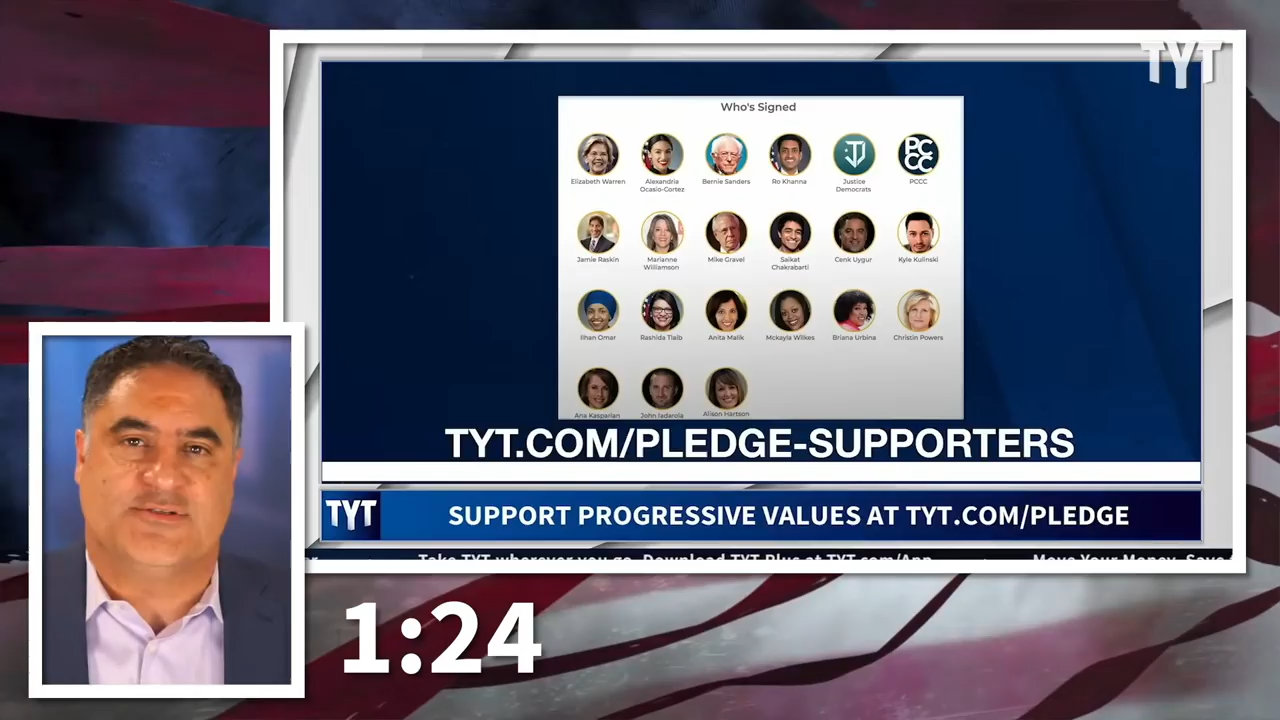 TYT
Who's Signed
Elizabeth Warren
Alexandria
Ocasio-Cortez
Bernie Sanders
Ro Khanna
Justice
Democrats
PCCC
PC
CC
Jamie Raskin
Marianne
Williamson
Mike Gravel
Saikat
Chakrabarti
Cenk Uygur
Kyle Kulinski
Ilhan Omar
Rashida Tlaib
Anita Malik
Mckayla Wilkes
Briana Urbina
Christin Powers
Ana Kasparian
John Iadarola
Alison Hartson
TYT.COM/PLEDGE-SUPPORTERS
TYT
SUPPORT PROGRESSIVE VALUES AT TYT.COM/PLEDGE
Take TYT wherever you go. Download TYT Plus at TYT.com/App
Move Your Money. Save
1:24